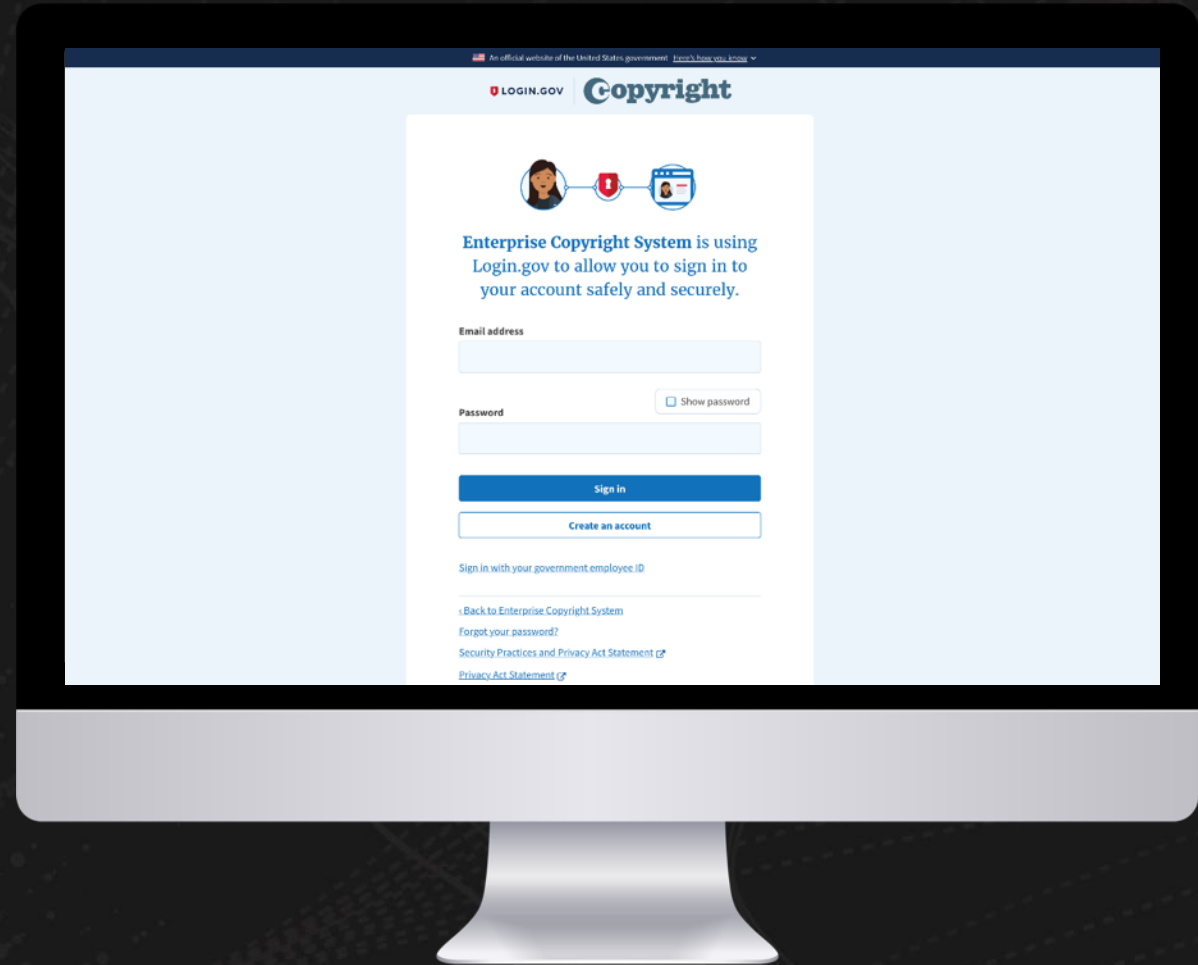 An official website of the United States government Here's how you know
LOGIN.GOV Copyright
Enterprise Copyright System is using
Login.gov to allow you to sign in to
your account safely and securely.
Email address
Show password
Password
Sign in
Create an account
Sign in with your government employee ID
‹ Back to Enterprise Copyright System
Forgot your password?
Security Practices and Privacy Act Statement
Privacy Act Statement